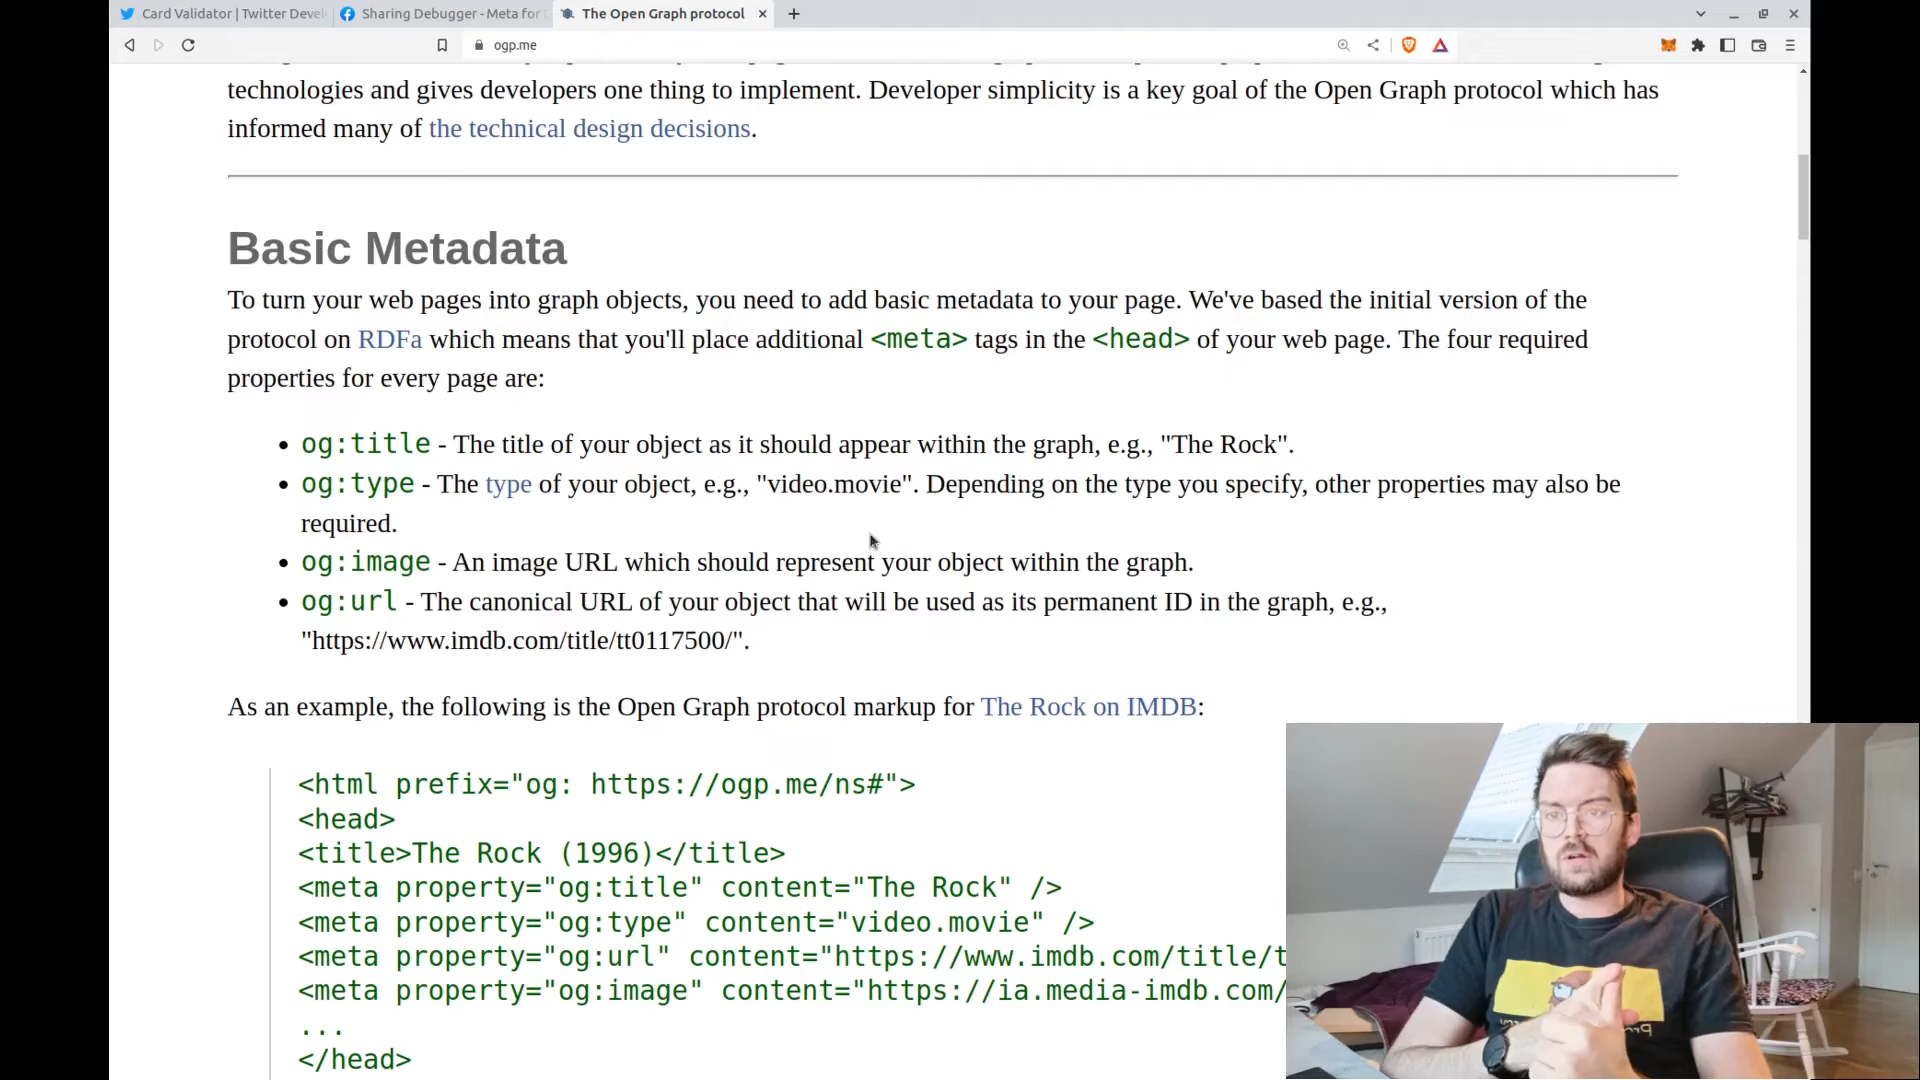 Card Validator | Twitter Devel
Sharing Debugger - Meta for
The Open Graph protocol
ogp.me
technologies and gives developers one thing to implement. Developer simplicity is a key goal of the Open Graph protocol which has
informed many of the technical design decisions.
Basic Metadata
To turn your web pages into graph objects, you need to add basic metadata to your page. We've based the initial version of the
protocol on RDFa which means that you'll place additional <meta> tags in the <head> of your web page. The four required
properties for every page are:
• og:title - The title of your object as it should appear within the graph, e.g., "The Rock".
• og:type - The type of your object, e.g., "video.movie". Depending on the type you specify, other properties may also be
required.
• og:image - An image URL which should represent your object within the graph.
• og:url - The canonical URL of your object that will be used as its permanent ID in the graph, e.g.,
"https://www.imdb.com/title/tt0117500/".
As an example, the following is the Open Graph protocol markup for The Rock on IMDB:
<html prefix="og: https://ogp.me/ns#">
<head>
<title>The Rock (1996)</title>
<meta property="og:title" content="The Rock" />
<meta property="og:type" content="video.movie" />
<meta property="og:url" content="https://www.imdb.com/title/t
<meta property="og:image" content="https://ia.media-imdb.com/
...
</head>